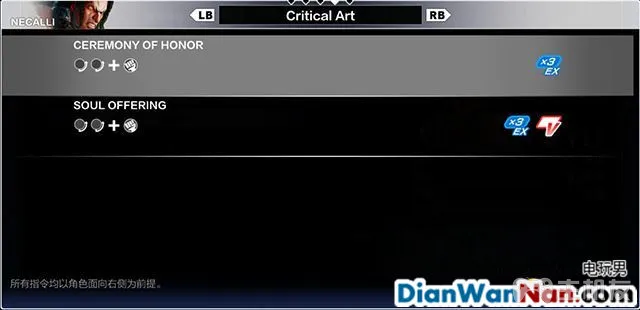 LB Critical Art RB
NECALLI
CEREMONY OF HONOR
+ ×3 EX
SOUL OFFERING
+ ×3 EX V
所有指令均以角色面向右侧为前提。
电玩男
DianWanNan.com